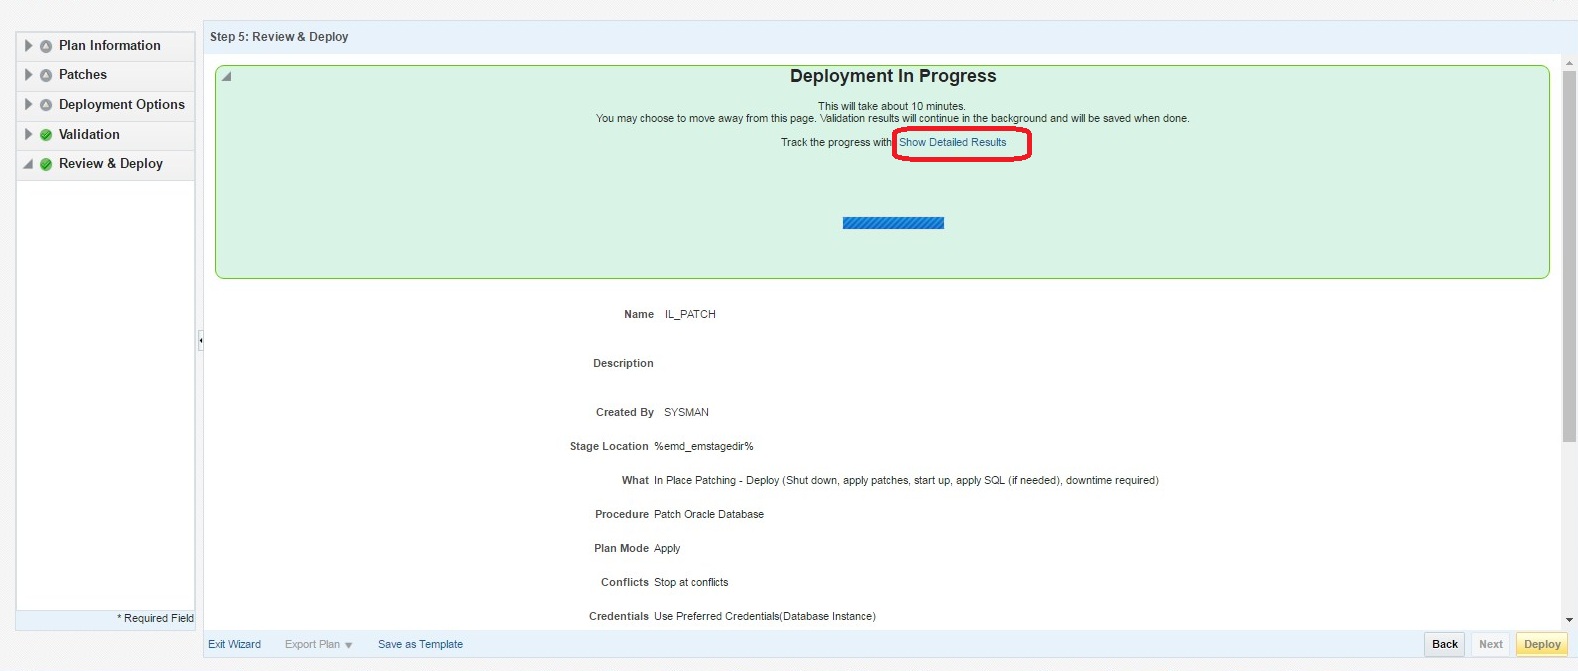 Plan Information
Patches
Deployment Options
Validation
Review & Deploy
* Required Field
Step 5: Review & Deploy
Deployment In Progress
This will take about 10 minutes.
You may choose to move away from this page. Validation results will continue in the background and will be saved when done.
Track the progress with Show Detailed Results
Name IL_PATCH
Description
Created By SYSMAN
Stage Location %emd_emstagedir%
What In Place Patching - Deploy (Shut down, apply patches, start up, apply SQL (if needed), downtime required)
Procedure Patch Oracle Database
Plan Mode Apply
Conflicts Stop at conflicts
Credentials Use Preferred Credentials(Database Instance)
Exit Wizard Export Plan Save as Template Back Next Deploy